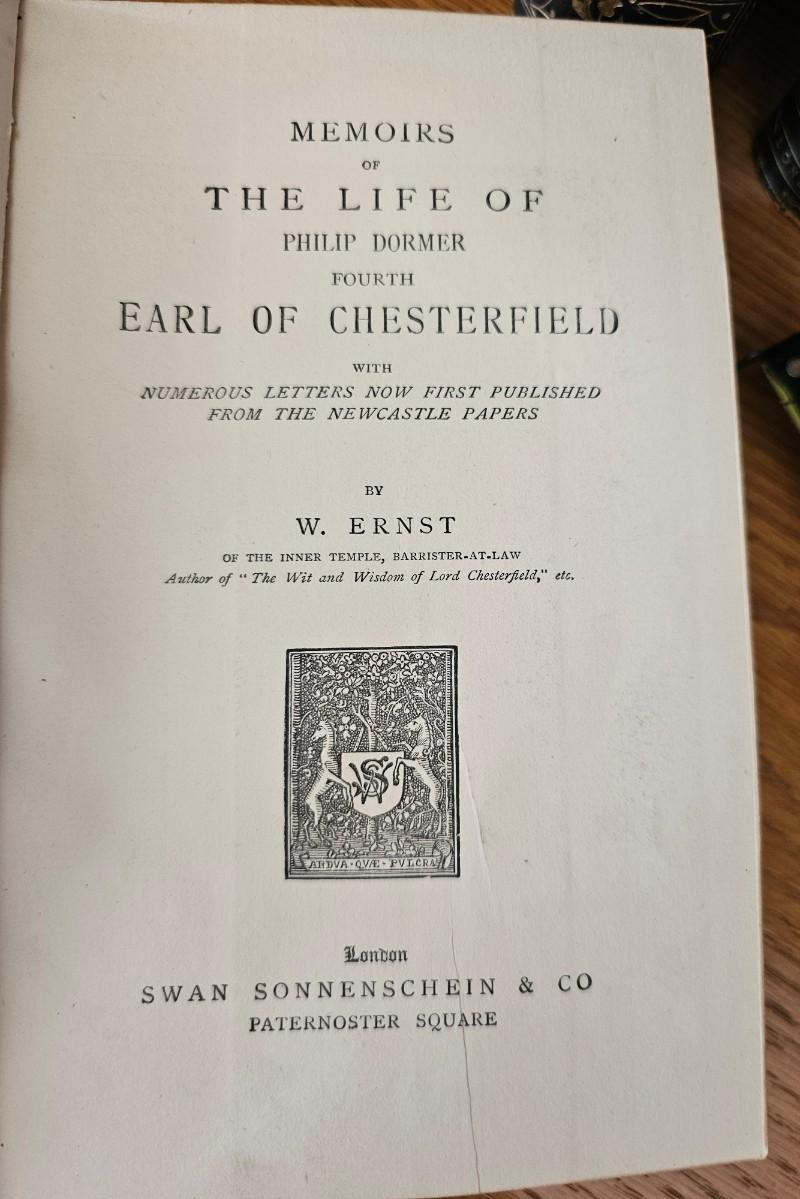 MEMOIRS
OF
THE LIFE OF
PHILIP DORMER
FOURTH
EARL OF CHESTERFIELD
WITH
NUMEROUS LETTERS NOW FIRST PUBLISHED
FROM THE NEWCASTLE PAPERS
BY
W. ERNST
OF THE INNER TEMPLE, BARRISTER-AT-LAW
Author of "The Wit and Wisdom of Lord Chesterfield," etc.
ARDVA·QVÆ·PVLCRA
London
SWAN SONNENSCHEIN & CO
PATERNOSTER SQUARE